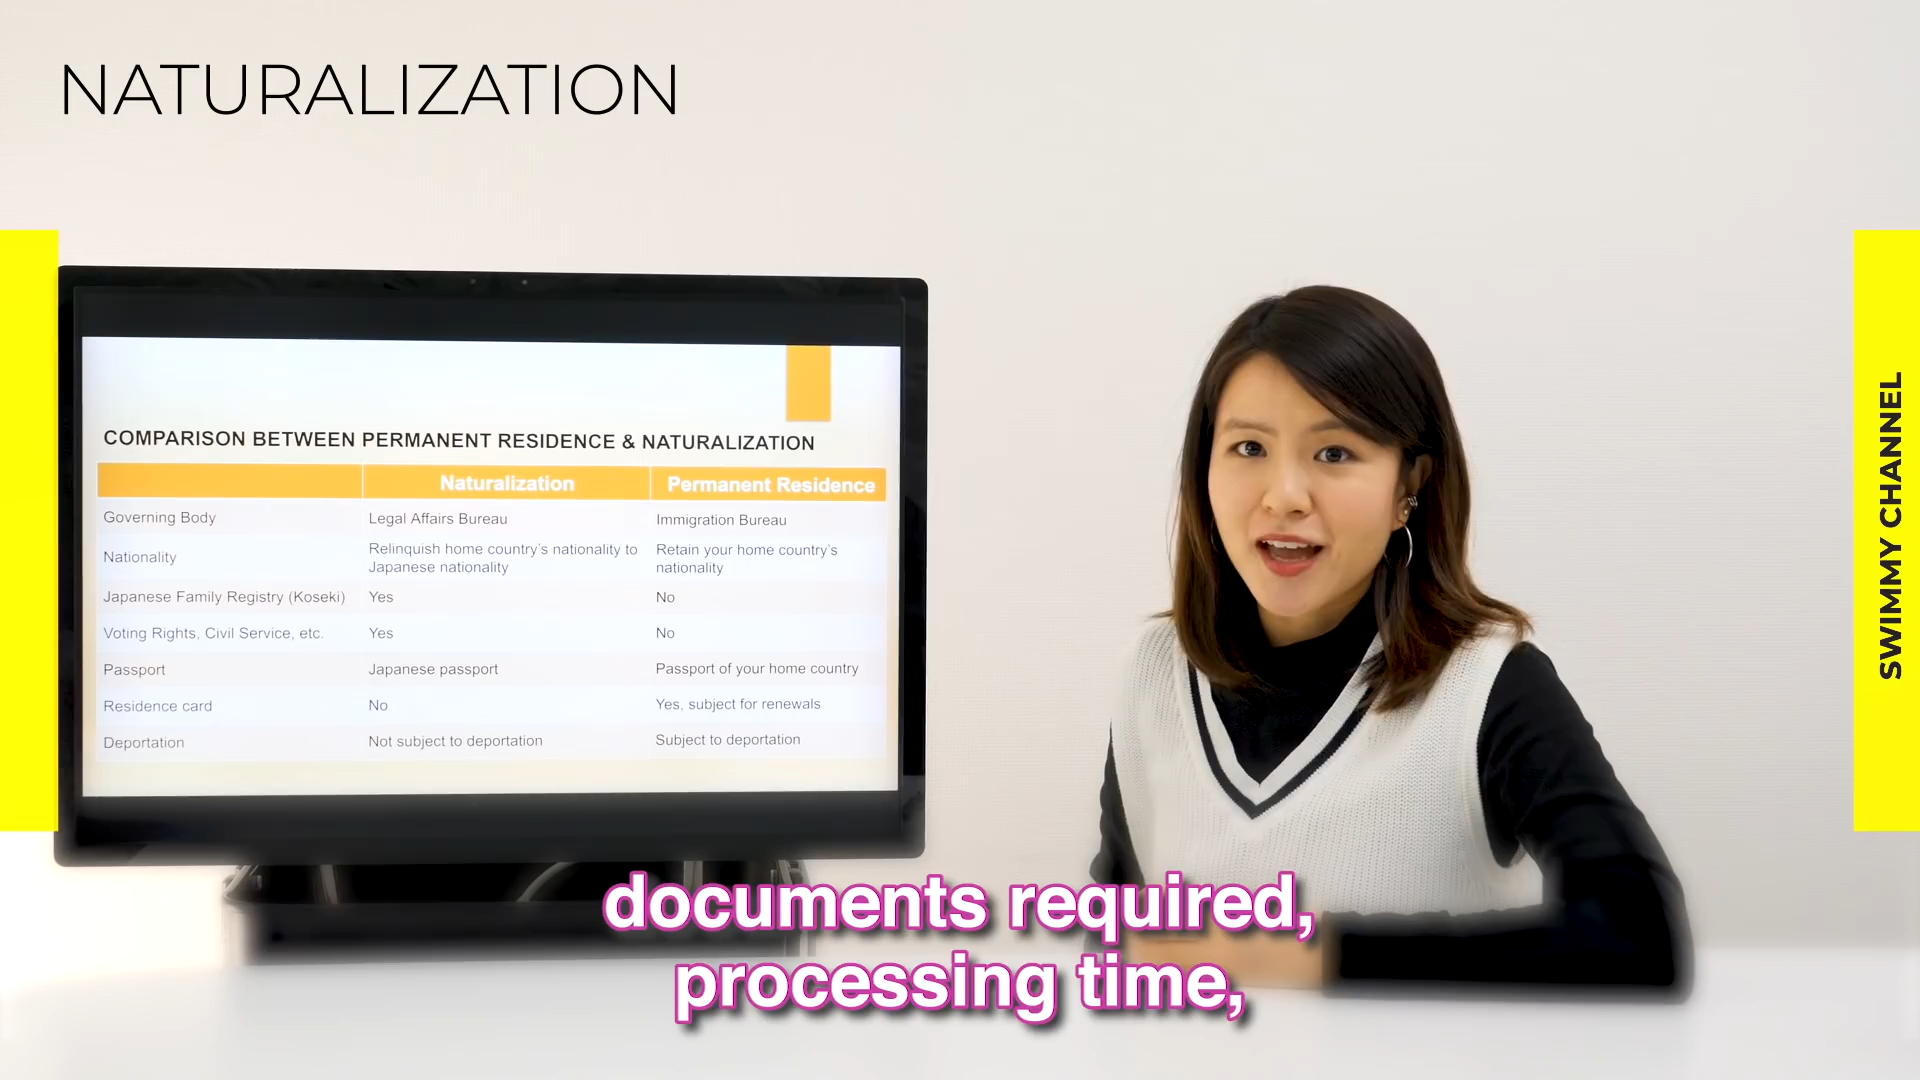 NATURALIZATION
COMPARISON BETWEEN PERMANENT RESIDENCE & NATURALIZATION
Naturalization Permanent Residence
Governing Body Legal Affairs Bureau Immigration Bureau
Nationality Relinquish home country's nationality to Japanese nationality Retain your home country's nationality
Japanese Family Registry (Koseki) Yes No
Voting Rights, Civil Service, etc. Yes No
Passport Japanese passport Passport of your home country
Residence card No Yes, subject for renewals
Deportation Not subject to deportation Subject to deportation
SWIMMY CHANNEL
documents required,
processing time,